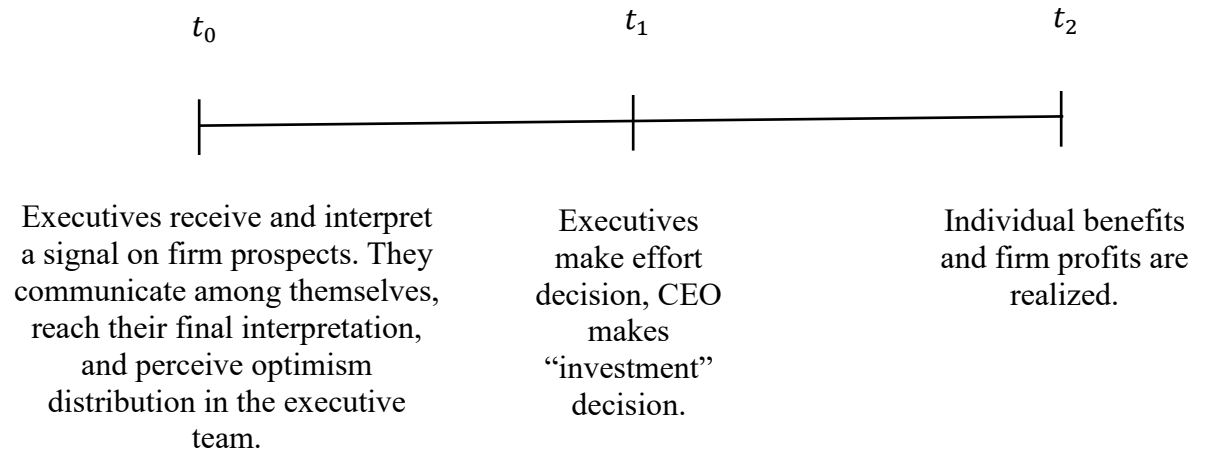 t₀
t₁
t₂
Executives receive and interpret
a signal on firm prospects. They
communicate among themselves,
reach their final interpretation,
and perceive optimism
distribution in the executive
team.
Executives
make effort
decision, CEO
makes
“investment”
decision.
Individual benefits
and firm profits are
realized.